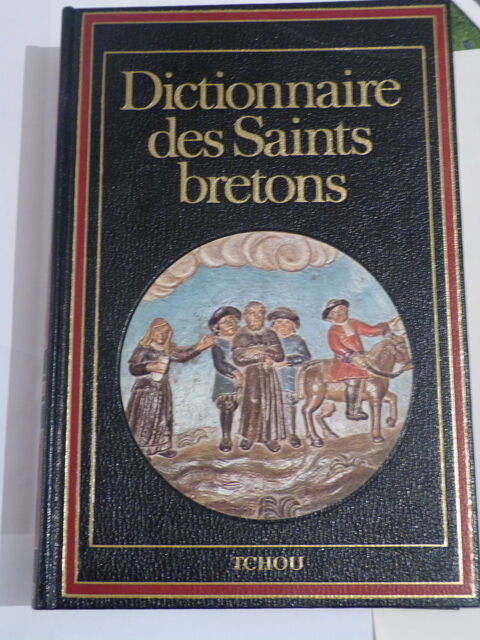 Dictionnaire
des Saints
bretons
TCHOU